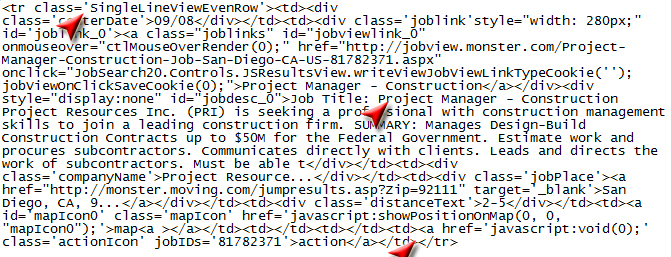 <tr class='SingleLineViewEvenRow'><td><div
class='centerDate'>09/08</div></td><td><div class='joblink'style="width: 280px;"
id='joblink_0'><a class="joblinks" id="jobviewlink_0"
onmouseover="ctlMouseOverRender(0);" href="http://jobview.monster.com/Project-
Manager-Construction-Job-San-Diego-CA-US-81782371.aspx"
onclick="JobSearch20.Controls.JSResultsView.writeViewJobViewLinkTypeCookie('');
jobViewOnClickSaveCookie(0);">Project Manager - Construction</a></div><div
style="display:none" id="jobdesc_0">Job Title: Project Manager - Construction
Project Resources Inc. (PRI) is seeking a professional with construction management
skills to join a leading construction firm. SUMMARY: Manages Design-Build
Construction Contracts up to $50M for the Federal Government. Estimate work and
procures subcontractors. Communicates directly with clients. Leads and directs the
work of subcontractors. Must be able t</div></td><td><div
class='companyName'>Project Resource...</div></td><td><div class='jobPlace'><a
href="http://monster.moving.com/jumpresults.asp?Zip=92111" target='_blank'>San
Diego, CA, 9...</a></div></td><td><div class='distanceText'>2-5</div></td><td><a
id='mapIcon0' class='mapIcon' href='javascript:showPositionOnMap(0, 0,
"mapIcon0");'>map<a ></a></td><td></td><td></td><td><a href='javascript:void(0);'
class='actionIcon' jobIDs='81782371'>action</a></td></tr>